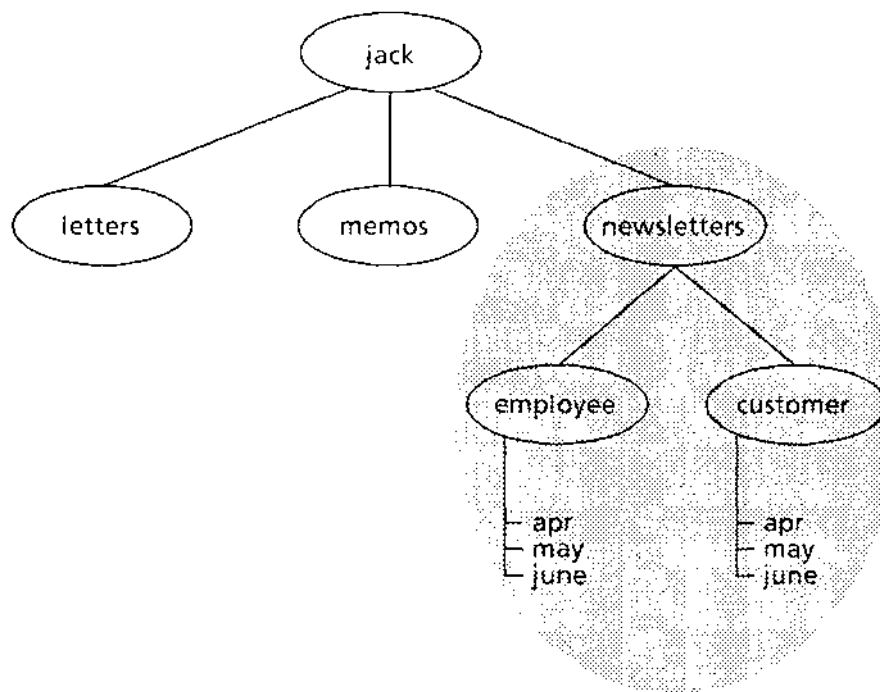 jack
letters memos newsletters
employee customer
apr apr
may may
june june